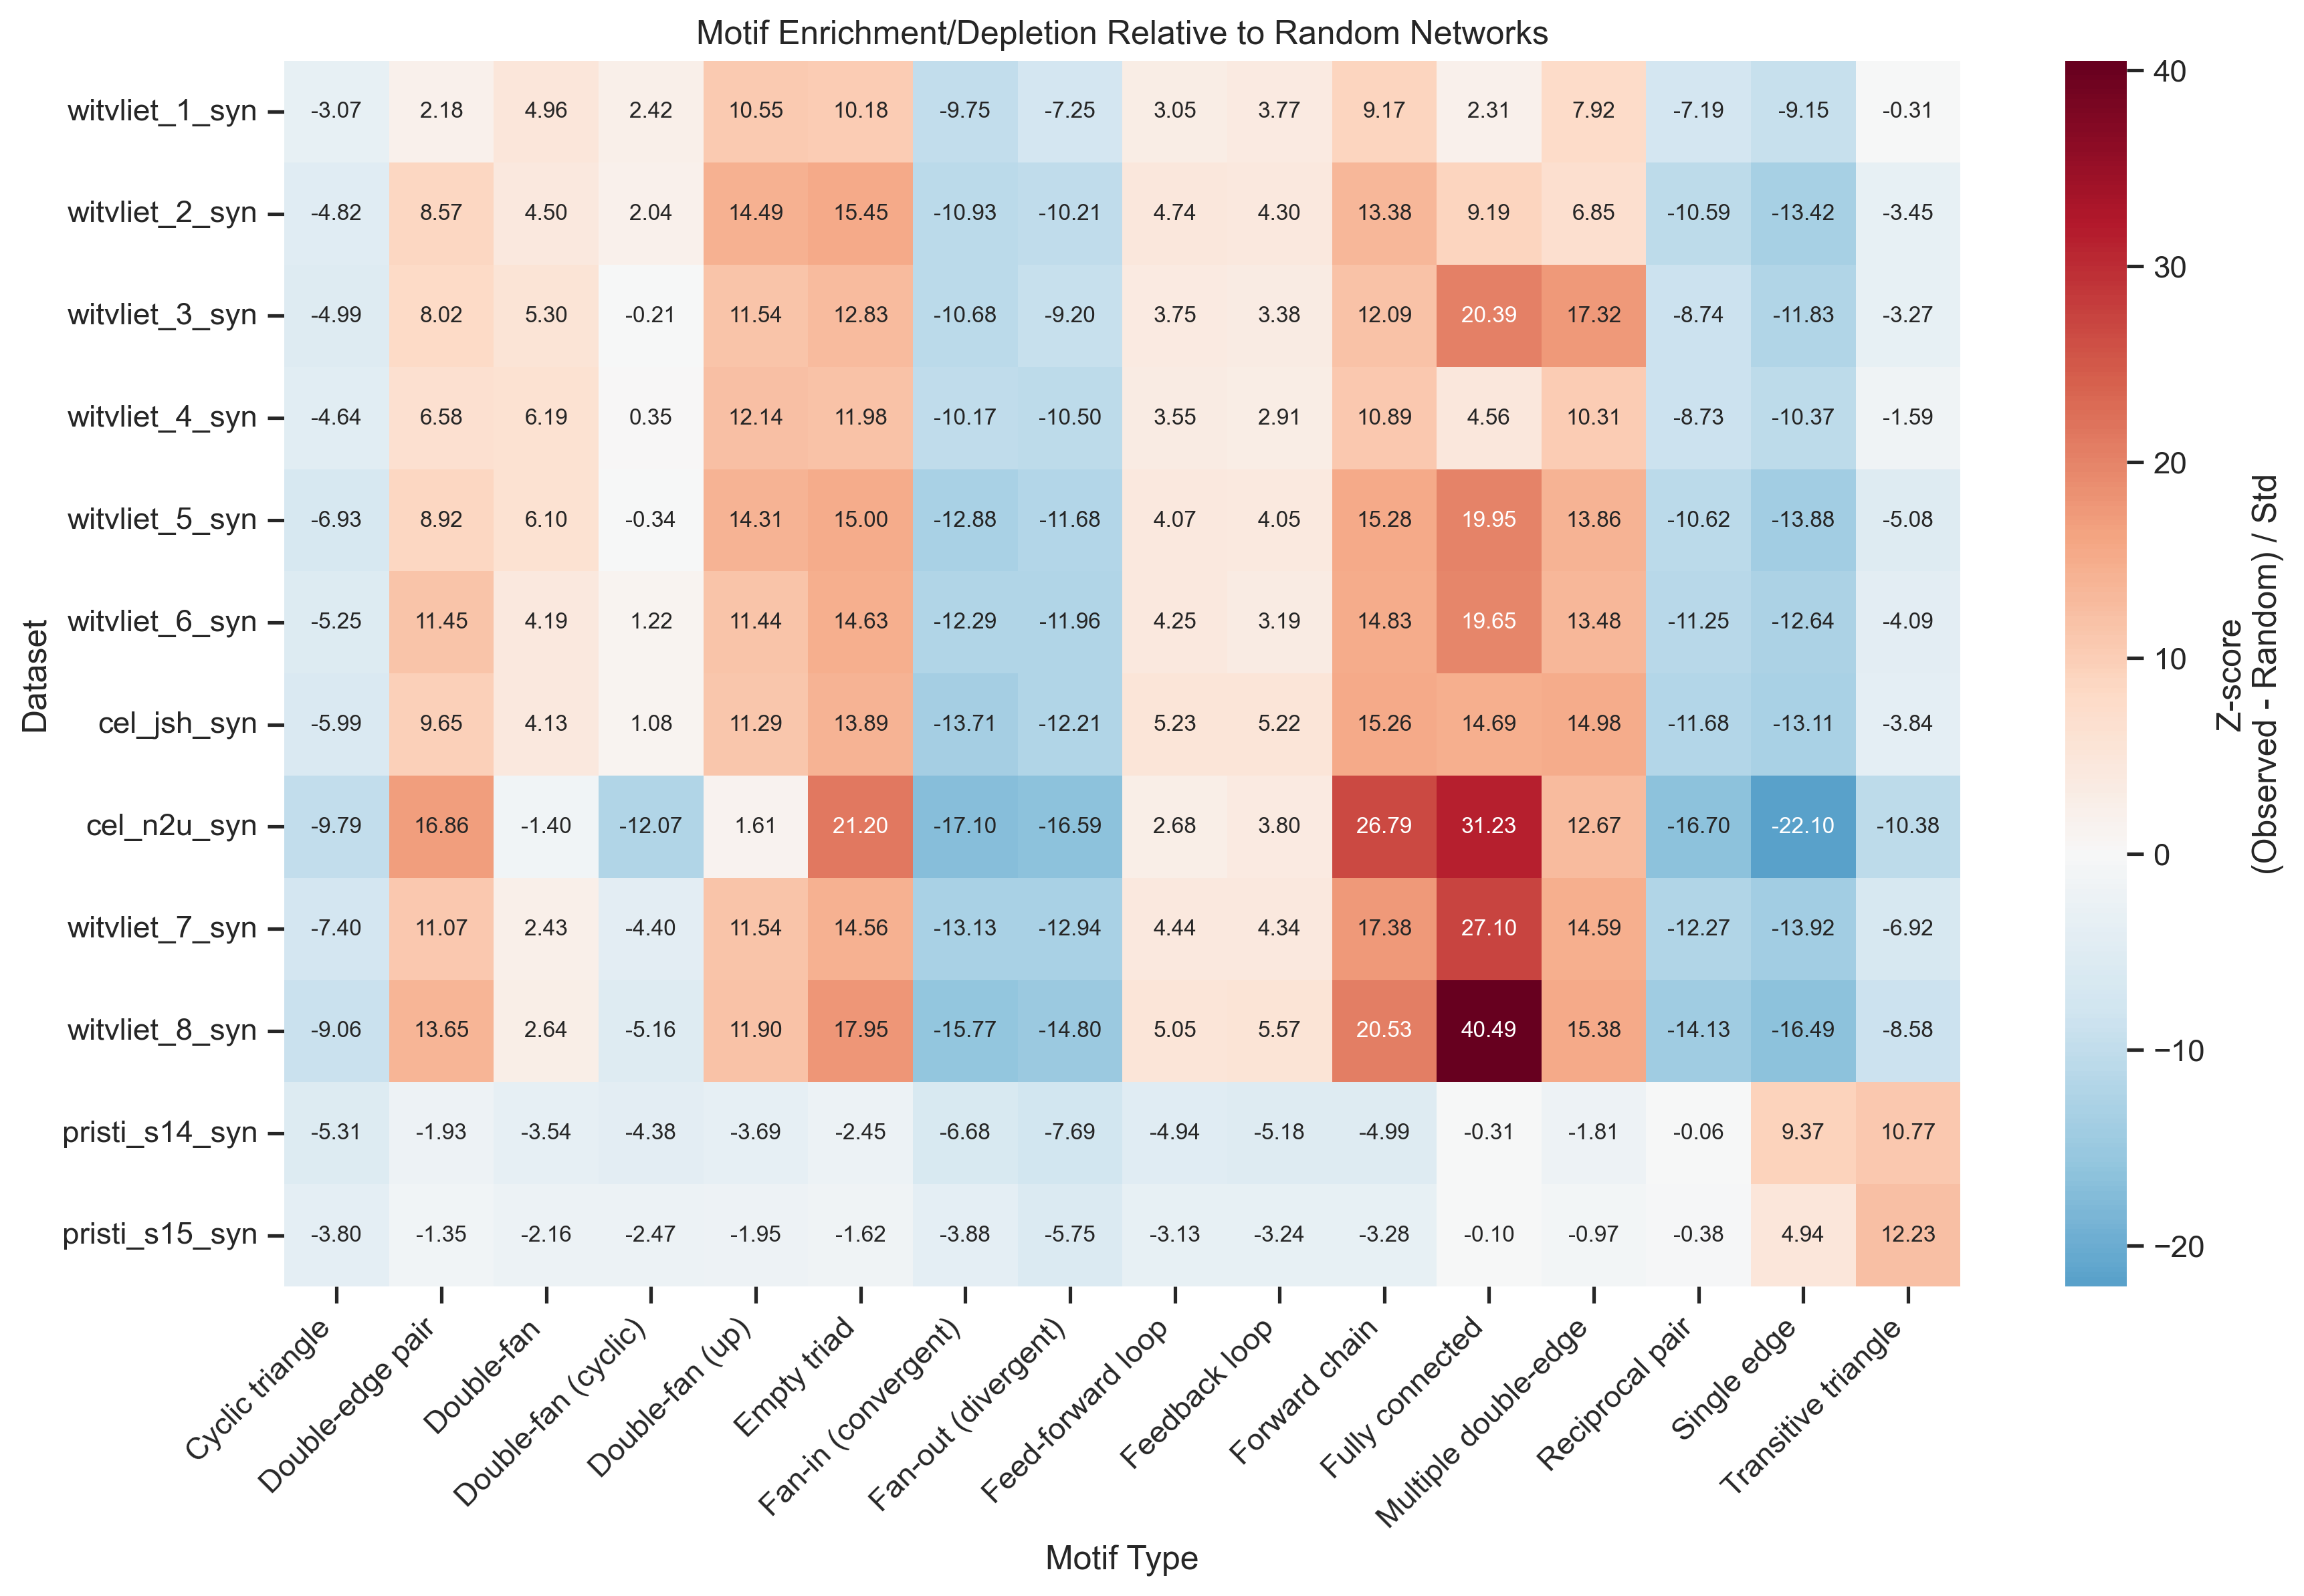 Motif Enrichment/Depletion Relative to Random Networks
witvliet_1_syn -3.07 2.18 4.96 2.42 10.55 10.18 -9.75 -7.25 3.05 3.77 9.17 2.31 7.92 -7.19 -9.15 -0.31
witvliet_2_syn -4.82 8.57 4.50 2.04 14.49 15.45 -10.93 -10.21 4.74 4.30 13.38 9.19 6.85 -10.59 -13.42 -3.45
witvliet_3_syn -4.99 8.02 5.30 -0.21 11.54 12.83 -10.68 -9.20 3.75 3.38 12.09 20.39 17.32 -8.74 -11.83 -3.27
witvliet_4_syn -4.64 6.58 6.19 0.35 12.14 11.98 -10.17 -10.50 3.55 2.91 10.89 4.56 10.31 -8.73 -10.37 -1.59
witvliet_5_syn -6.93 8.92 6.10 -0.34 14.31 15.00 -12.88 -11.68 4.07 4.05 15.28 19.95 13.86 -10.62 -13.88 -5.08
witvliet_6_syn -5.25 11.45 4.19 1.22 11.44 14.63 -12.29 -11.96 4.25 3.19 14.83 19.65 13.48 -11.25 -12.64 -4.09
cel_jsh_syn -5.99 9.65 4.13 1.08 11.29 13.89 -13.71 -12.21 5.23 5.22 15.26 14.69 14.98 -11.68 -13.11 -3.84
cel_n2u_syn -9.79 16.86 -1.40 -12.07 1.61 21.20 -17.10 -16.59 2.68 3.80 26.79 31.23 12.67 -16.70 -22.10 -10.38
witvliet_7_syn -7.40 11.07 2.43 -4.40 11.54 14.56 -13.13 -12.94 4.44 4.34 17.38 27.10 14.59 -12.27 -13.92 -6.92
witvliet_8_syn -9.06 13.65 2.64 -5.16 11.90 17.95 -15.77 -14.80 5.05 5.57 20.53 40.49 15.38 -14.13 -16.49 -8.58
pristi_s14_syn -5.31 -1.93 -3.54 -4.38 -3.69 -2.45 -6.68 -7.69 -4.94 -5.18 -4.99 -0.31 -1.81 -0.06 9.37 10.77
pristi_s15_syn -3.80 -1.35 -2.16 -2.47 -1.95 -1.62 -3.88 -5.75 -3.13 -3.24 -3.28 -0.10 -0.97 -0.38 4.94 12.23
Dataset
Cyclic triangle
Double-edge pair
Double-fan
Double-fan (cyclic)
Double-fan (up)
Empty triad
Fan-in (convergent)
Fan-out (divergent)
Feed-forward loop
Feedback loop
Forward chain
Fully connected
Multiple double-edge
Reciprocal pair
Single edge
Transitive triangle
Motif Type
40
30
20
10
0
−10
−20
Z-score
(Observed - Random) / Std